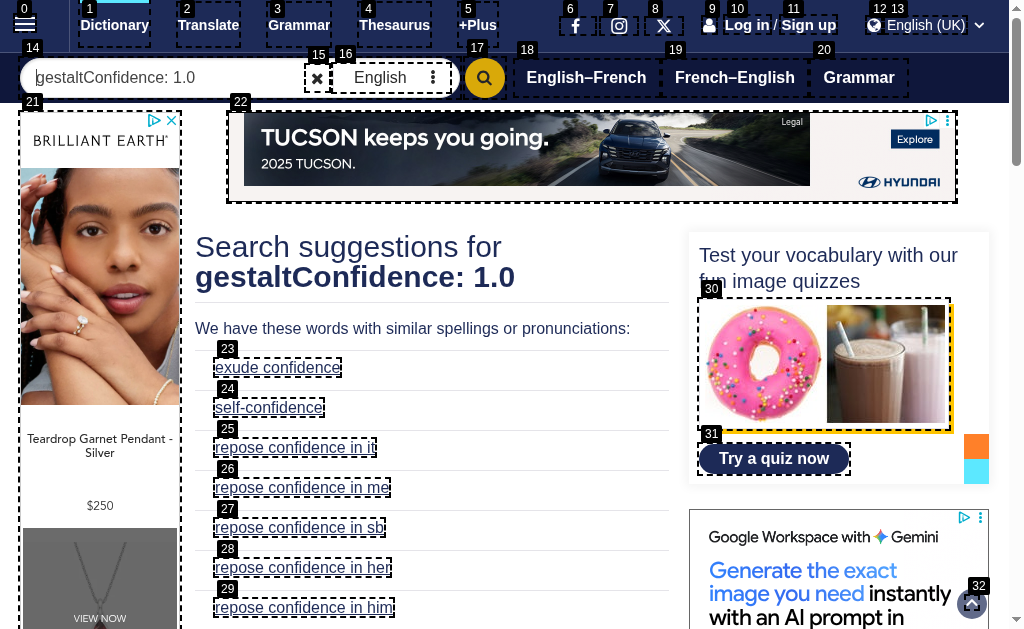 0 1 2 3 4 5 6 7 8 9 10 11 12 13
Dictionary Translate Grammar Thesaurus +Plus Log in / Sign up English (UK)
14 15 16 17 18 19 20
gestaltConfidence: 1.0 English English–French French–English Grammar
21 22
BRILLIANT EARTH
TUCSON keeps you going.
2025 TUCSON.
Legal
Explore
HYUNDAI
Teardrop Garnet Pendant -
Silver
$250
VIEW NOW
Search suggestions for
gestaltConfidence: 1.0
We have these words with similar spellings or pronunciations:
23
exude confidence
24
self-confidence
25
repose confidence in it
26
repose confidence in me
27
repose confidence in sb
28
repose confidence in her
29
repose confidence in him
Test your vocabulary with our
fun image quizzes
30
31
Try a quiz now
Google Workspace with Gemini
Generate the exact
image you need instantly
with an AI prompt in
32